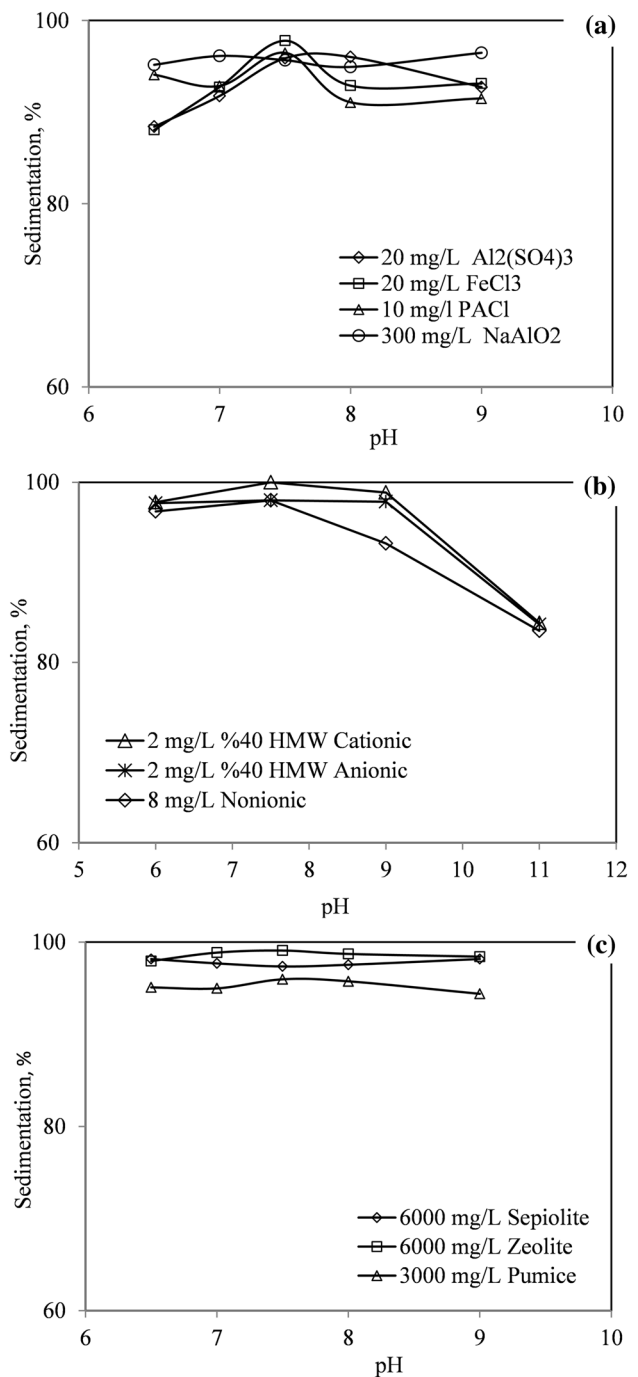 (a)
100
80
60
Sedimentation, %
20 mg/L Al2(SO4)3
20 mg/L FeCl3
10 mg/l PACl
300 mg/L NaAlO2
6 7 8 9 10
pH
(b)
100
80
60
Sedimentation, %
2 mg/L %40 HMW Cationic
2 mg/L %40 HMW Anionic
8 mg/L Nonionic
5 6 7 8 9 10 11 12
pH
(c)
100
80
60
Sedimentation, %
6000 mg/L Sepiolite
6000 mg/L Zeolite
3000 mg/L Pumice
6 7 8 9 10
pH